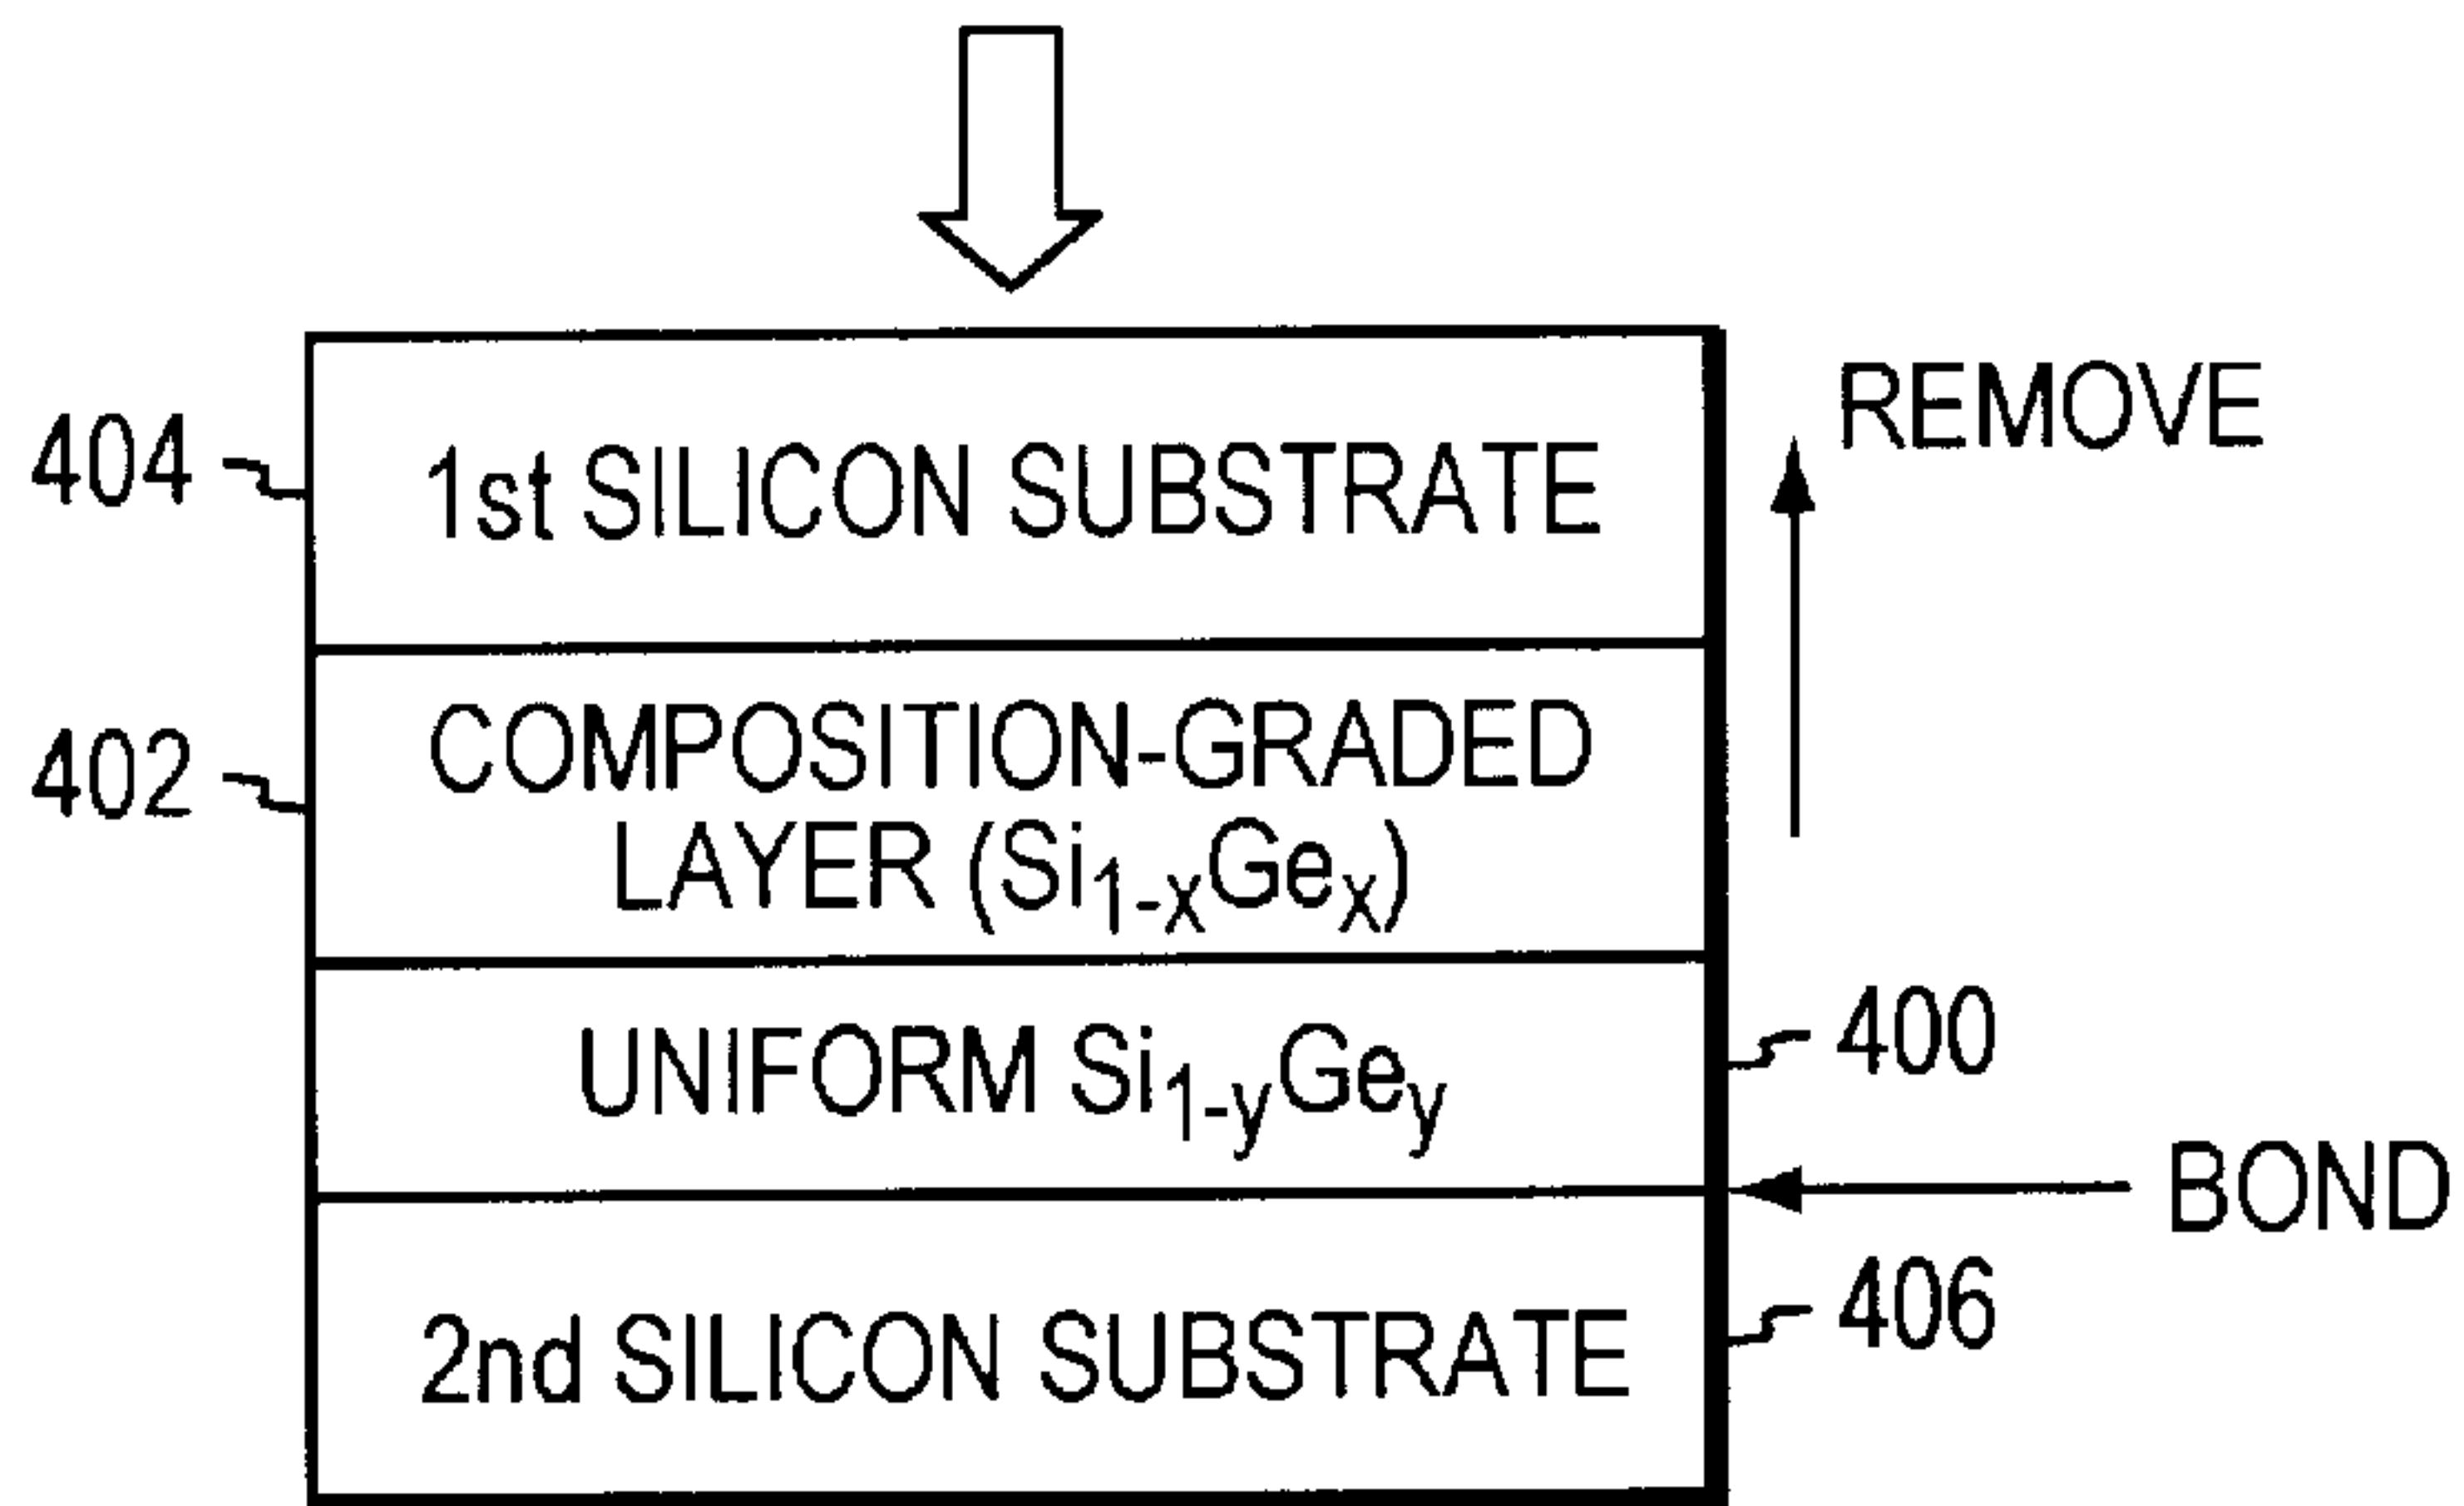 REMOVE
404
1st SILICON SUBSTRATE
402
COMPOSITION-GRADED
LAYER (Si1-xGex)
400
UNIFORM Si1-yGey
BOND
406
2nd SILICON SUBSTRATE